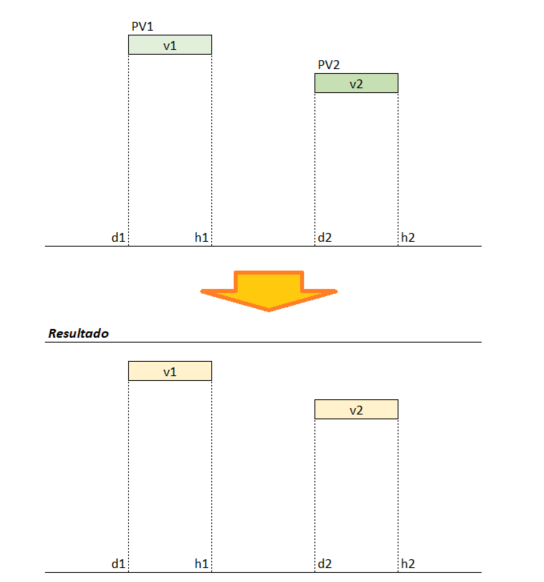 PV1
v1
PV2
v2
d1 h1 d2 h2
Resultado
v1
v2
d1 h1 d2 h2